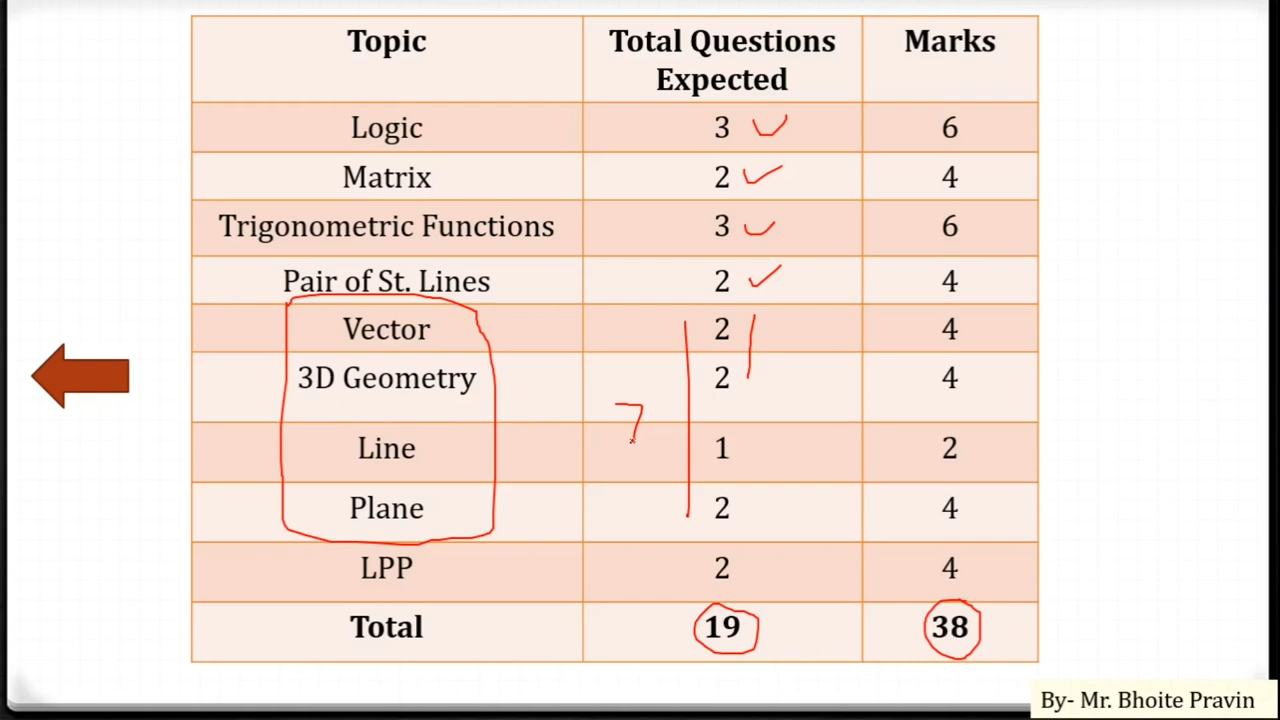 Topic Total Questions Expected Marks
Logic 3 6
Matrix 2 4
Trigonometric Functions 3 6
Pair of St. Lines 2 4
Vector 2 4
3D Geometry 2 4
7
Line 1 2
Plane 2 4
LPP 2 4
Total 19 38
By- Mr. Bhoite Pravin